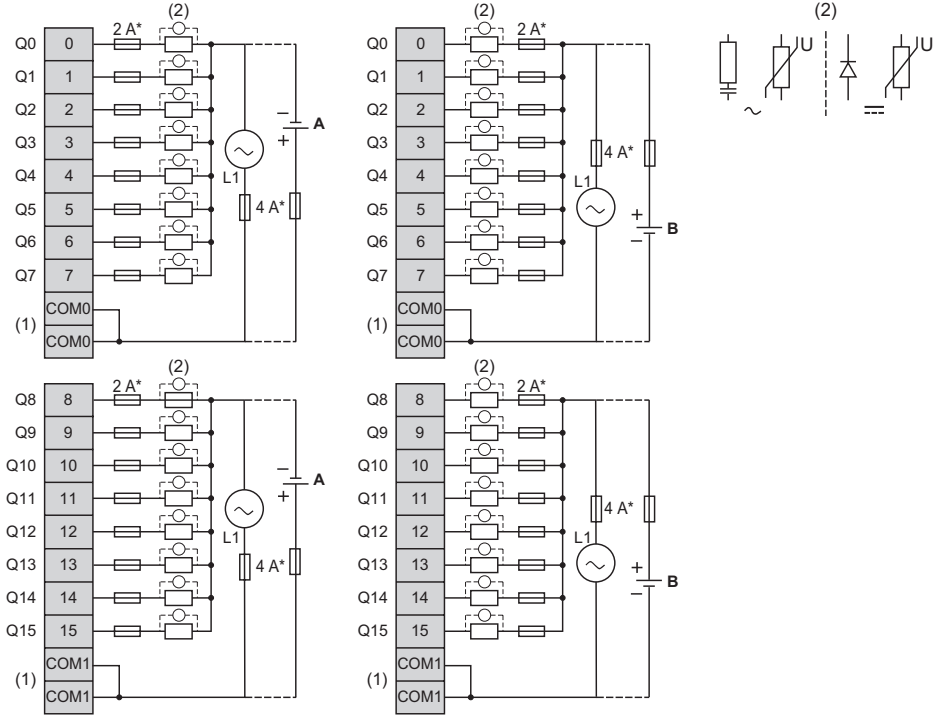 (2)
Q0 0 2 A*
Q1 1
Q2 2
Q3 3
Q4 4
Q5 5
Q6 6
Q7 7
COM0
(1)
COM0
− A
+
L1
4 A*
(2)
Q0 0 2 A*
Q1 1
Q2 2
Q3 3
Q4 4
Q5 5
Q6 6
Q7 7
COM0
(1)
COM0
4 A*
L1
+ B
−
(2)
U U
(2)
Q8 8 2 A*
Q9 9
Q10 10
Q11 11
Q12 12
Q13 13
Q14 14
Q15 15
COM1
(1)
COM1
− A
+
L1
4 A*
(2)
Q8 8 2 A*
Q9 9
Q10 10
Q11 11
Q12 12
Q13 13
Q14 14
Q15 15
COM1
(1)
COM1
4 A*
L1
+ B
−